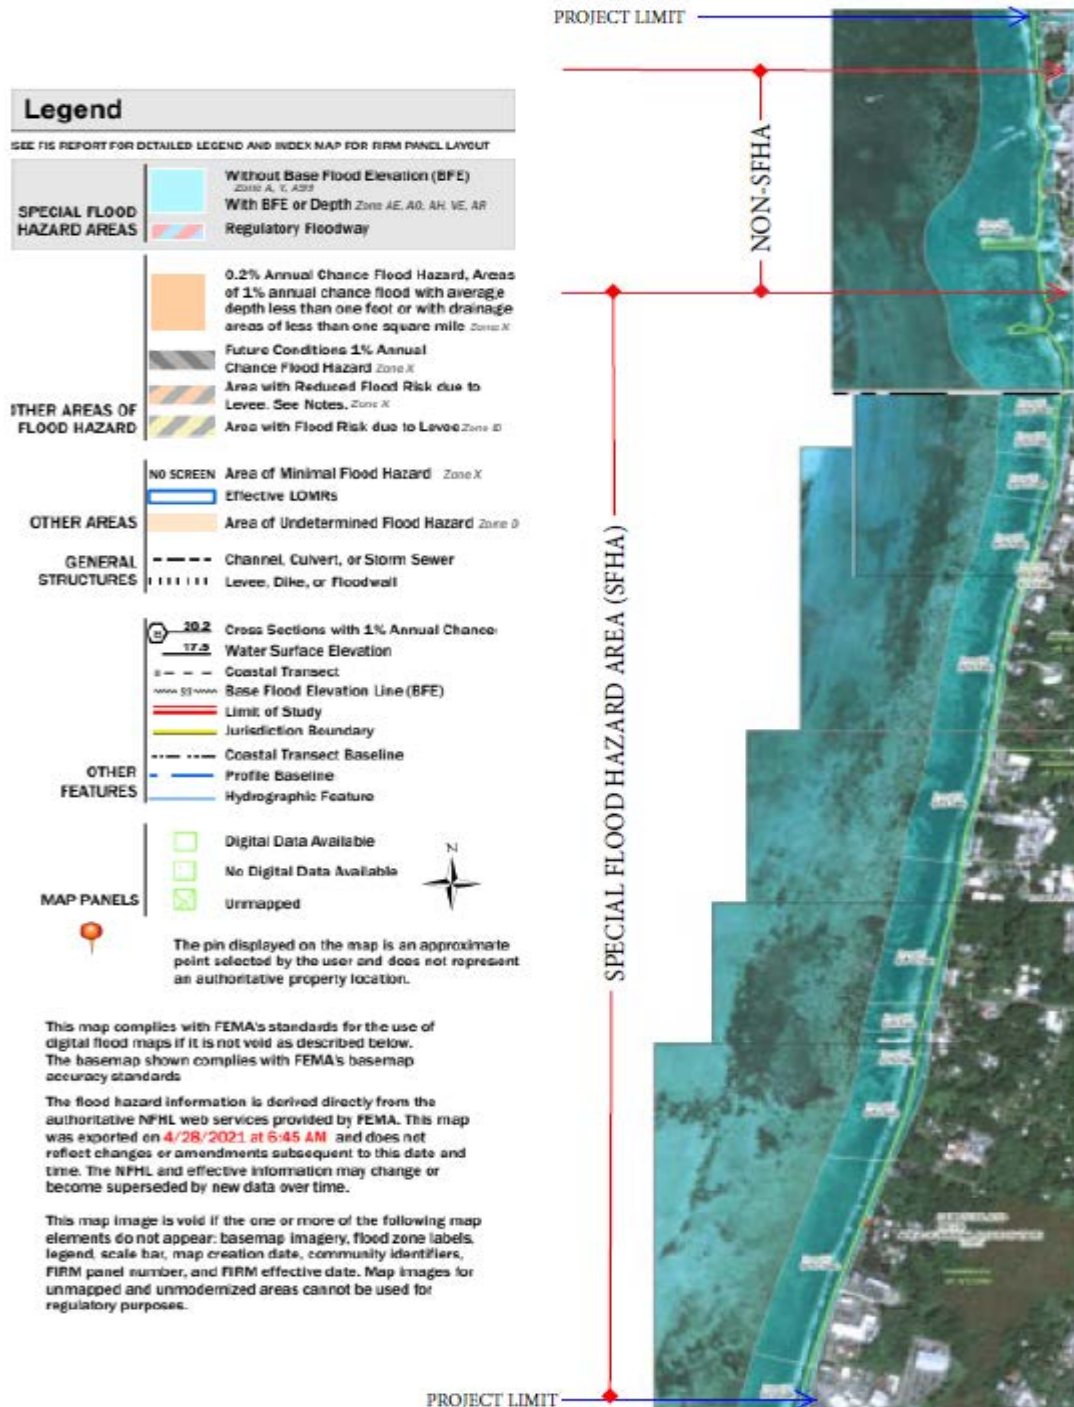 PROJECT LIMIT
Legend
SEE FIS REPORT FOR DETAILED LEGEND AND INDEX MAP FOR FIRM PANEL LAYOUT
SPECIAL FLOOD
HAZARD AREAS
Without Base Flood Elevation (BFE)
Zone A, V, A99
With BFE or Depth Zone AE, AO, AH, VE, AR
Regulatory Floodway
NON-SFHA
0.2% Annual Chance Flood Hazard, Areas
of 1% annual chance flood with average
depth less than one foot or with drainage
areas of less than one square mile Zone X
Future Conditions 1% Annual
Chance Flood Hazard Zone X
Area with Reduced Flood Risk due to
Levee. See Notes. Zone X
Area with Flood Risk due to Levee Zone D
OTHER AREAS OF
FLOOD HAZARD
NO SCREEN Area of Minimal Flood Hazard Zone X
Effective LOMRs
OTHER AREAS
Area of Undetermined Flood Hazard Zone D
GENERAL
STRUCTURES
Channel, Culvert, or Storm Sewer
Levee, Dike, or Floodwall
SPECIAL FLOOD HAZARD AREA (SFHA)
20.2 Cross Sections with 1% Annual Chance
17.5 Water Surface Elevation
Coastal Transect
Base Flood Elevation Line (BFE)
Limit of Study
Jurisdiction Boundary
Coastal Transect Baseline
OTHER
FEATURES
Profile Baseline
Hydrographic Feature
Digital Data Available
No Digital Data Available
Unmapped
MAP PANELS
N
The pin displayed on the map is an approximate
point selected by the user and does not represent
an authoritative property location.
This map complies with FEMA's standards for the use of
digital flood maps if it is not void as described below.
The basemap shown complies with FEMA's basemap
accuracy standards
The flood hazard information is derived directly from the
authoritative NFHL web services provided by FEMA. This map
was exported on 4/28/2021 at 6:45 AM and does not
reflect changes or amendments subsequent to this date and
time. The NFHL and effective information may change or
become superseded by new data over time.
This map image is void if the one or more of the following map
elements do not appear: basemap imagery, flood zone labels,
legend, scale bar, map creation date, community identifiers,
FIRM panel number, and FIRM effective date. Map images for
unmapped and unmodernized areas cannot be used for
regulatory purposes.
PROJECT LIMIT